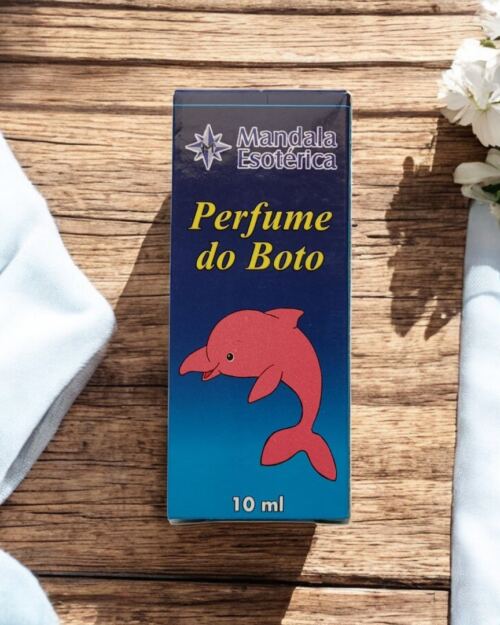 Mandala
Esotérica
Perfume
do Boto
10 ml